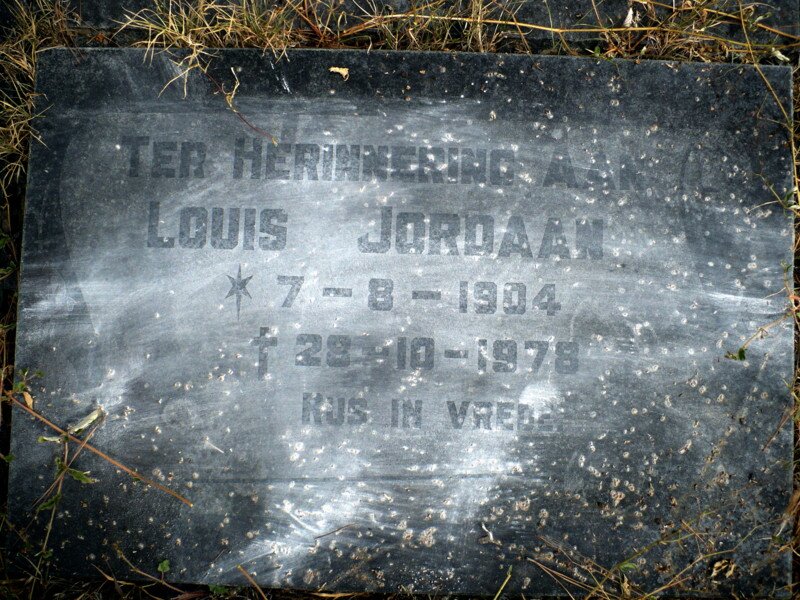 TER HERINNERING AAN
LOUIS JORDAAN
* 7-8-1904
† 28-10-1978
RUS IN VREDE